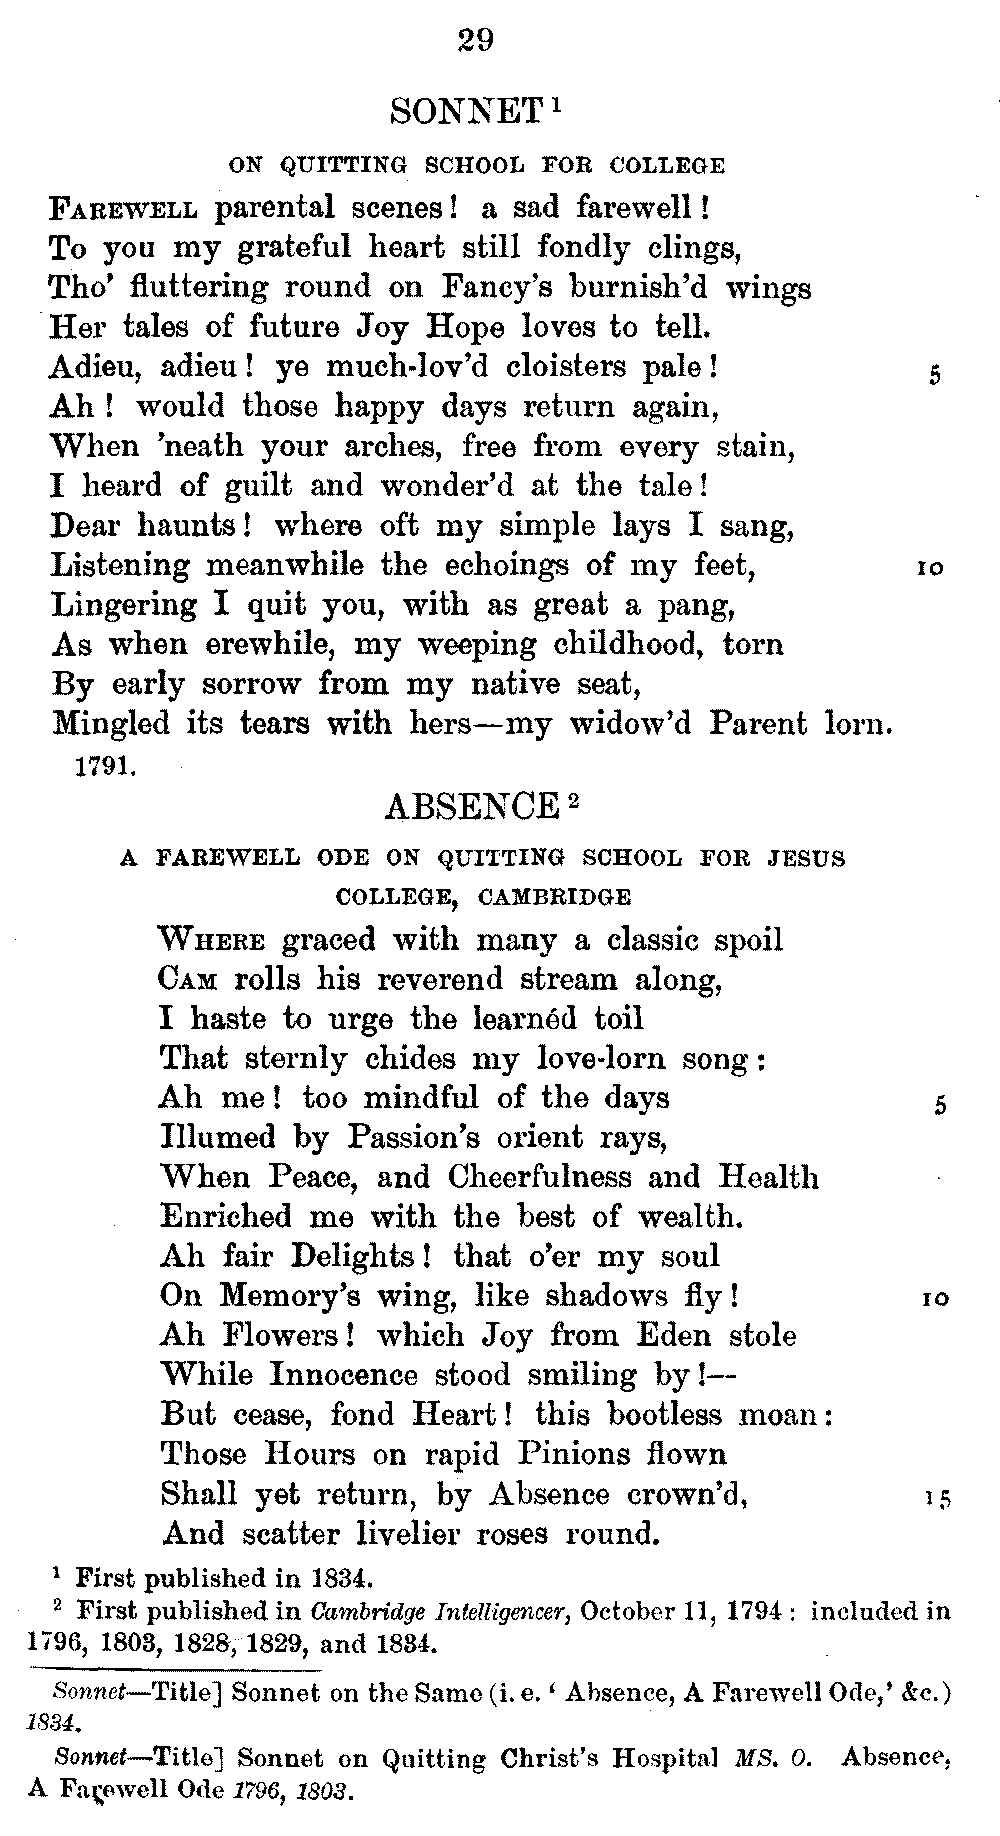 29
SONNET ¹
ON QUITTING SCHOOL FOR COLLEGE
FAREWELL parental scenes! a sad farewell!
To you my grateful heart still fondly clings,
Tho' fluttering round on Fancy's burnish'd wings
Her tales of future Joy Hope loves to tell.
Adieu, adieu! ye much-lov'd cloisters pale! 5
Ah! would those happy days return again,
When 'neath your arches, free from every stain,
I heard of guilt and wonder'd at the tale!
Dear haunts! where oft my simple lays I sang,
Listening meanwhile the echoings of my feet, 10
Lingering I quit you, with as great a pang,
As when erewhile, my weeping childhood, torn
By early sorrow from my native seat,
Mingled its tears with hers—my widow'd Parent lorn.
1791.
ABSENCE ²
A FAREWELL ODE ON QUITTING SCHOOL FOR JESUS
COLLEGE, CAMBRIDGE
WHERE graced with many a classic spoil
CAM rolls his reverend stream along,
I haste to urge the learnéd toil
That sternly chides my love-lorn song:
Ah me! too mindful of the days 5
Illumed by Passion's orient rays,
When Peace, and Cheerfulness and Health
Enriched me with the best of wealth.
Ah fair Delights! that o'er my soul
On Memory's wing, like shadows fly! 10
Ah Flowers! which Joy from Eden stole
While Innocence stood smiling by!—
But cease, fond Heart! this bootless moan:
Those Hours on rapid Pinions flown
Shall yet return, by Absence crown'd, 15
And scatter livelier roses round.
¹ First published in 1834.
² First published in Cambridge Intelligencer, October 11, 1794: included in
1796, 1803, 1828, 1829, and 1834.
Sonnet—Title] Sonnet on the Same (i. e. ' Absence, A Farewell Ode,' &c.)
1834.
Sonnet—Title] Sonnet on Quitting Christ's Hospital MS. O. Absence,
A Farewell Ode 1796, 1803.